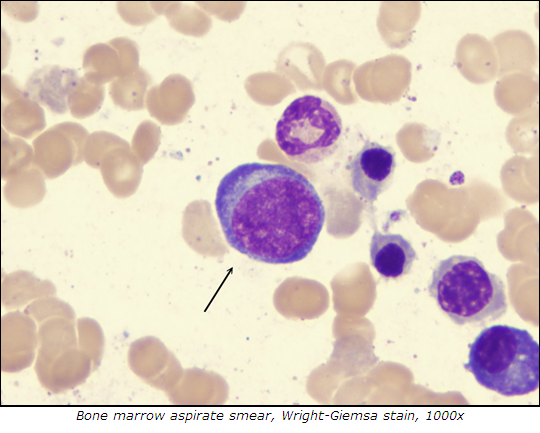 Bone marrow aspirate smear, Wright-Giemsa stain, 1000x